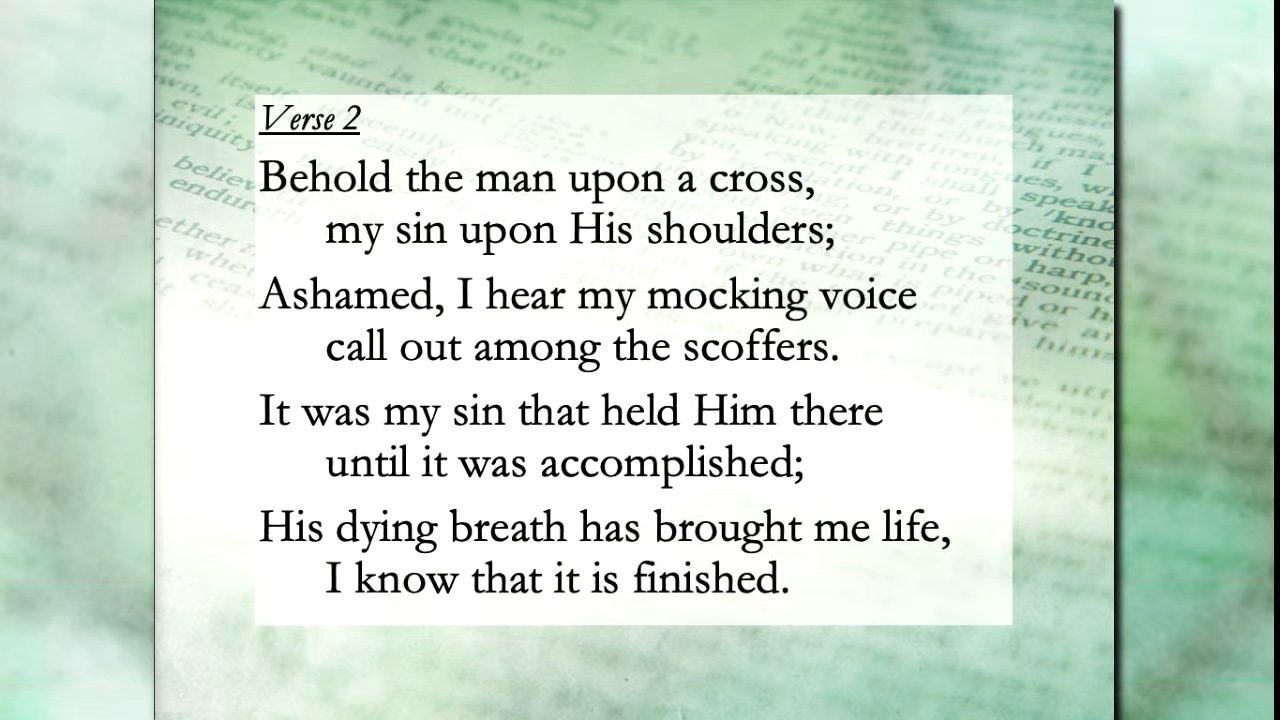 Verse 2
Behold the man upon a cross,
my sin upon His shoulders;
Ashamed, I hear my mocking voice
call out among the scoffers.
It was my sin that held Him there
until it was accomplished;
His dying breath has brought me life,
I know that it is finished.